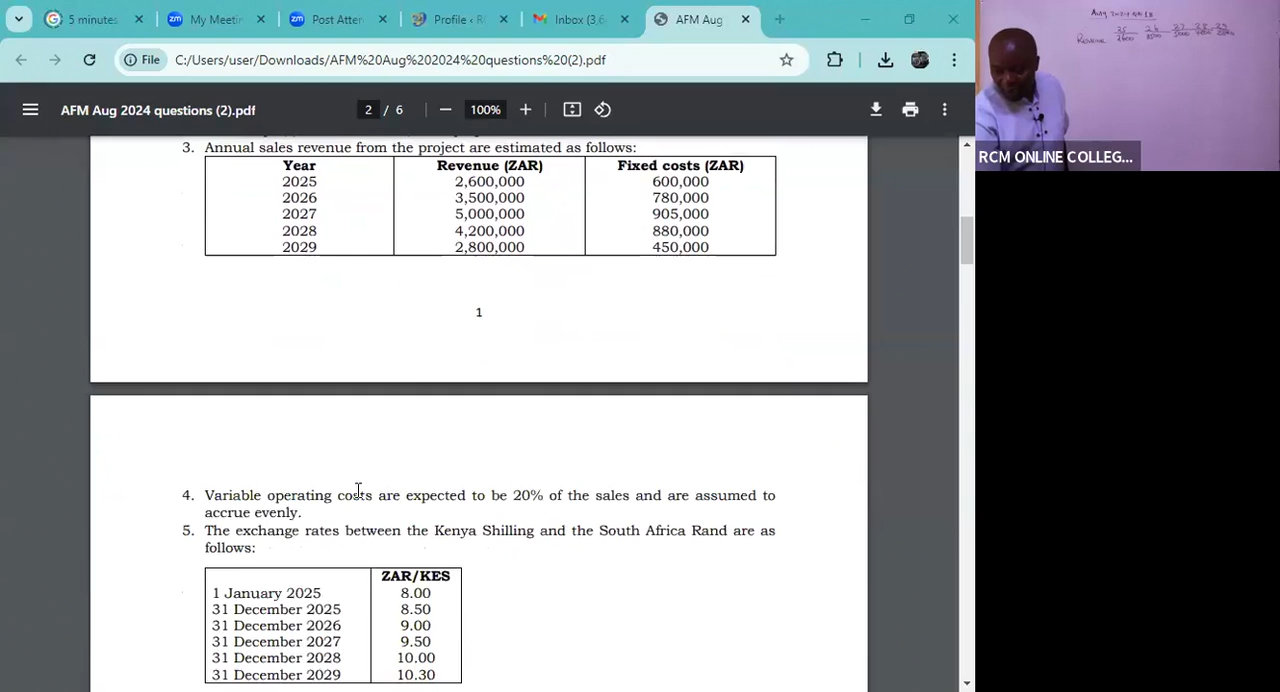 5 minutes
My Meetin
Post Atter
Profile ‹ R
Inbox (3,6
AFM Aug
File
C:/Users/user/Downloads/AFM%20Aug%202024%20questions%20(2).pdf
AFM Aug 2024 questions (2).pdf
2 / 6
100%
3. Annual sales revenue from the project are estimated as follows:
Year Revenue (ZAR) Fixed costs (ZAR)
2025 2,600,000 600,000
2026 3,500,000 780,000
2027 5,000,000 905,000
2028 4,200,000 880,000
2029 2,800,000 450,000
1
4. Variable operating costs are expected to be 20% of the sales and are assumed to
accrue evenly.
5. The exchange rates between the Kenya Shilling and the South Africa Rand are as
follows:
ZAR/KES
1 January 2025 8.00
31 December 2025 8.50
31 December 2026 9.00
31 December 2027 9.50
31 December 2028 10.00
31 December 2029 10.30
Revenue 2600 3500 5000
RCM ONLINE COLLEG...